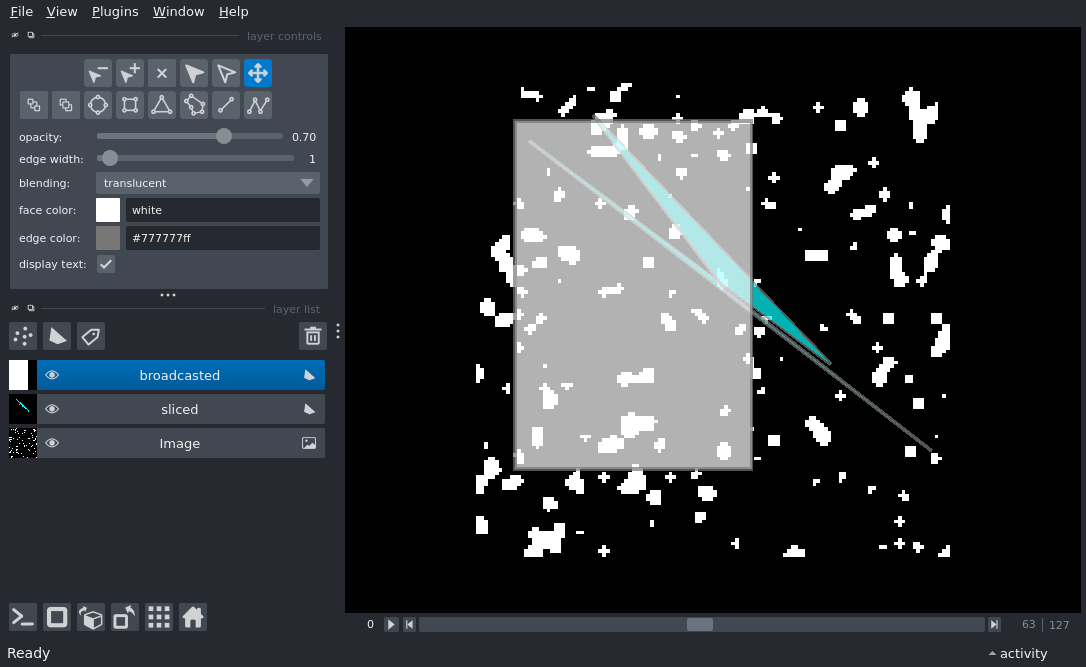 File View Plugins Window Help
layer controls
opacity: 0.70
edge width: 1
blending: translucent
face color: white
edge color: #777777ff
display text:
layer list
broadcasted
sliced
Image
0 63 127
Ready activity